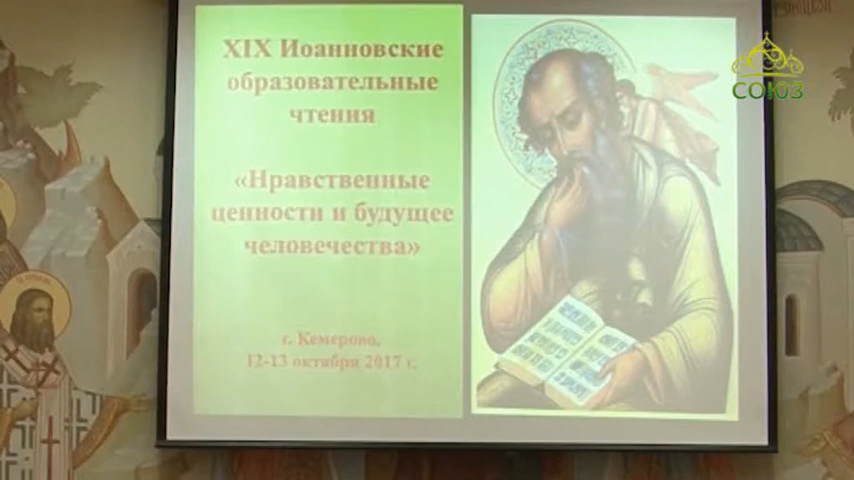 XIX Иоанновские
образовательные
чтения
«Нравственные
ценности и будущее
человечества»
г. Кемерово,
12-13 октября 2017 г.
СОЮЗ